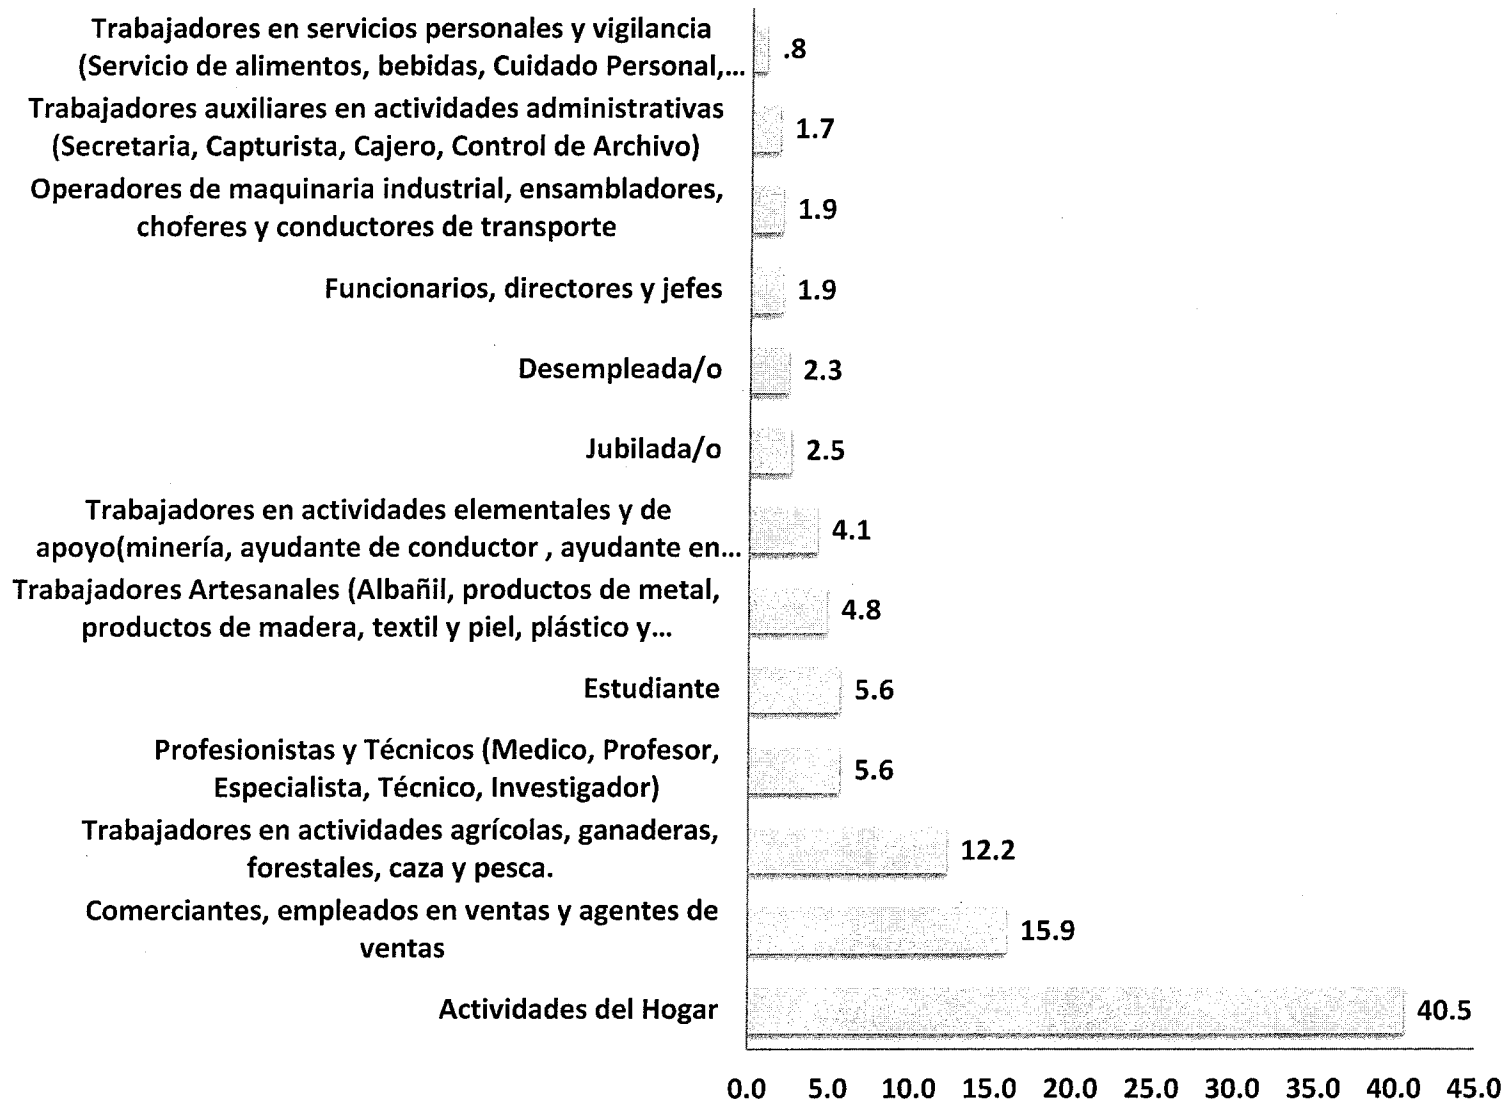 Trabajadores en servicios personales y vigilancia
(Servicio de alimentos, bebidas, Cuidado Personal,...
.8
Trabajadores auxiliares en actividades administrativas
(Secretaria, Capturista, Cajero, Control de Archivo)
1.7
Operadores de maquinaria industrial, ensambladores,
choferes y conductores de transporte
1.9
Funcionarios, directores y jefes
1.9
Desempleada/o
2.3
Jubilada/o
2.5
Trabajadores en actividades elementales y de
apoyo(minería, ayudante de conductor , ayudante en...
4.1
Trabajadores Artesanales (Albañil, productos de metal,
productos de madera, textil y piel, plástico y...
4.8
Estudiante
5.6
Profesionistas y Técnicos (Medico, Profesor,
Especialista, Técnico, Investigador)
5.6
Trabajadores en actividades agrícolas, ganaderas,
forestales, caza y pesca.
12.2
Comerciantes, empleados en ventas y agentes de
ventas
15.9
Actividades del Hogar
40.5
0.0 5.0 10.0 15.0 20.0 25.0 30.0 35.0 40.0 45.0